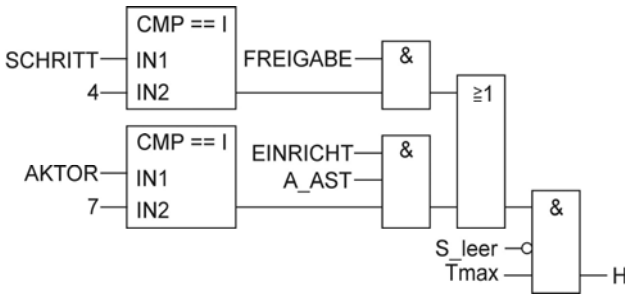 CMP == I
SCHRITT IN1 FREIGABE &
4 IN2
≧1
CMP == I
EINRICHT &
AKTOR IN1 A_AST
7 IN2
&
S_leer
Tmax H